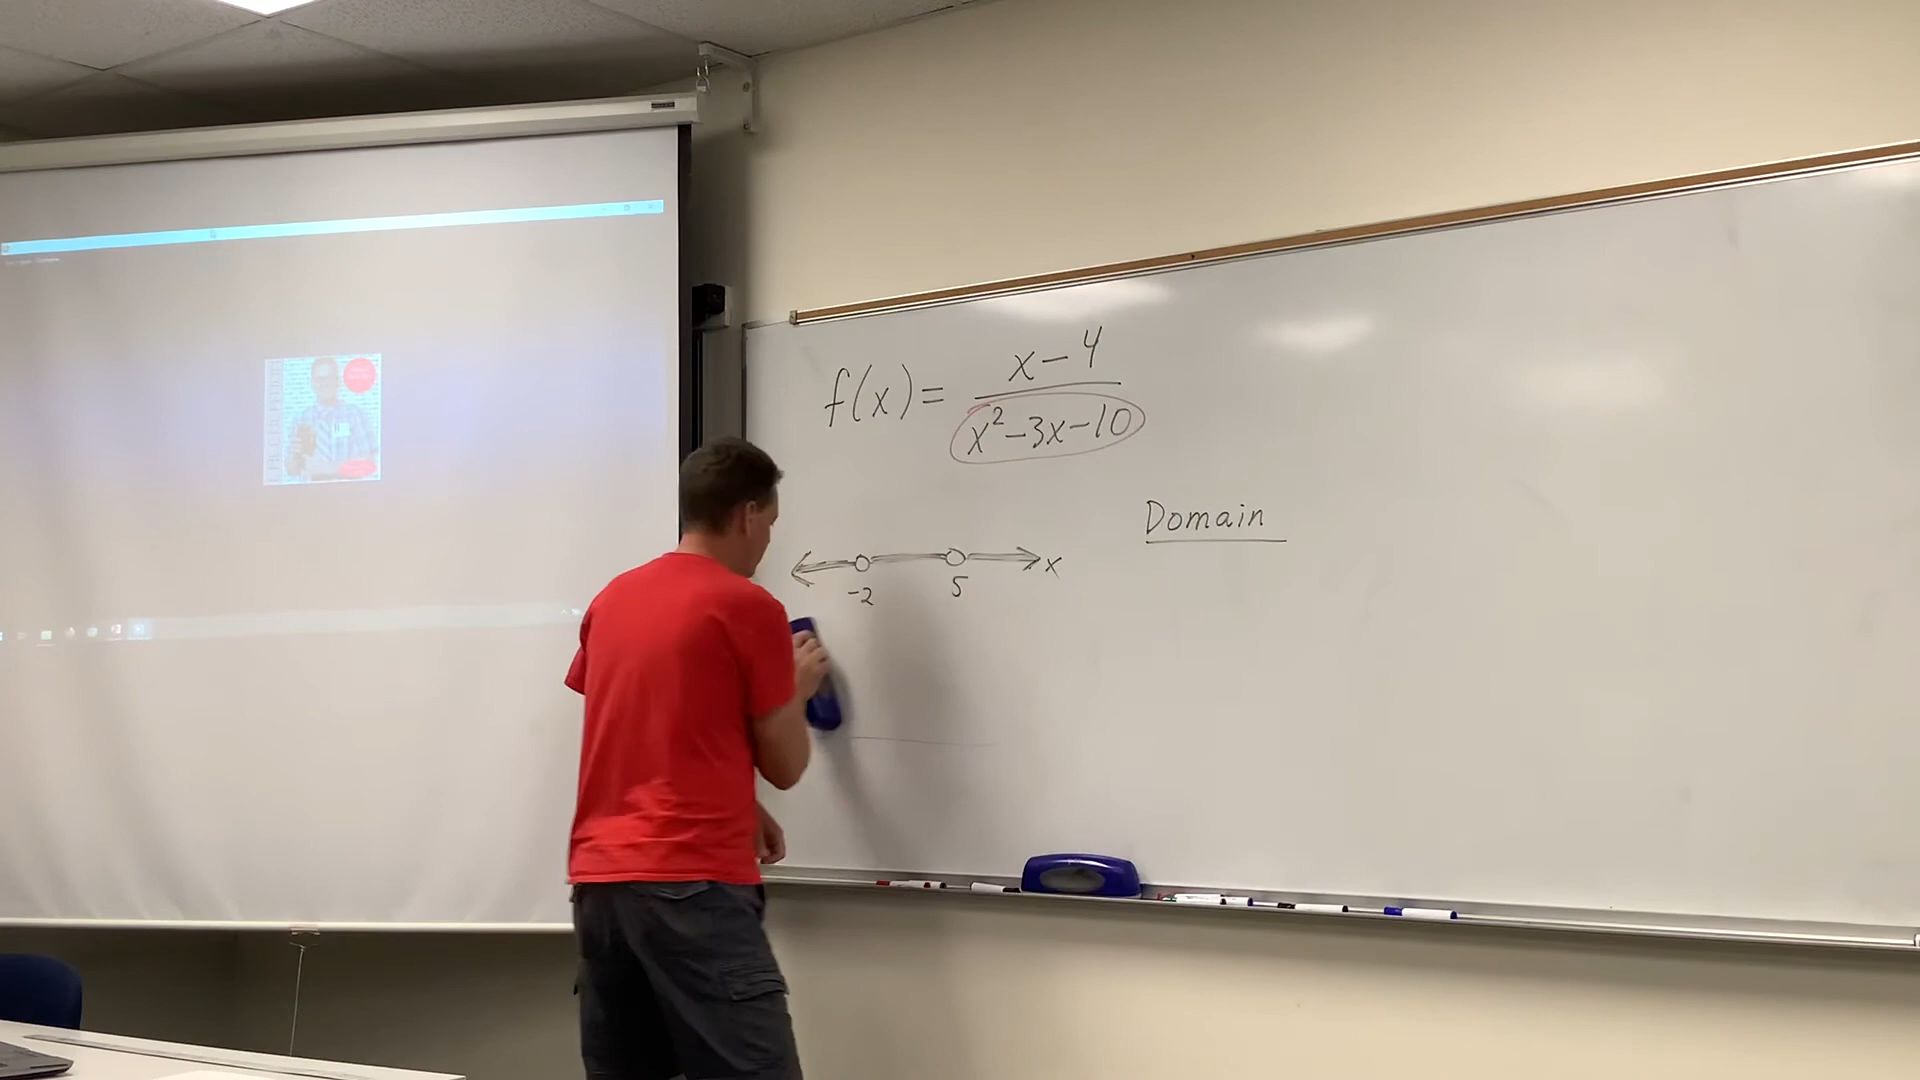 f(x) = x-4
x²-3x-10
Domain
x
-2 5